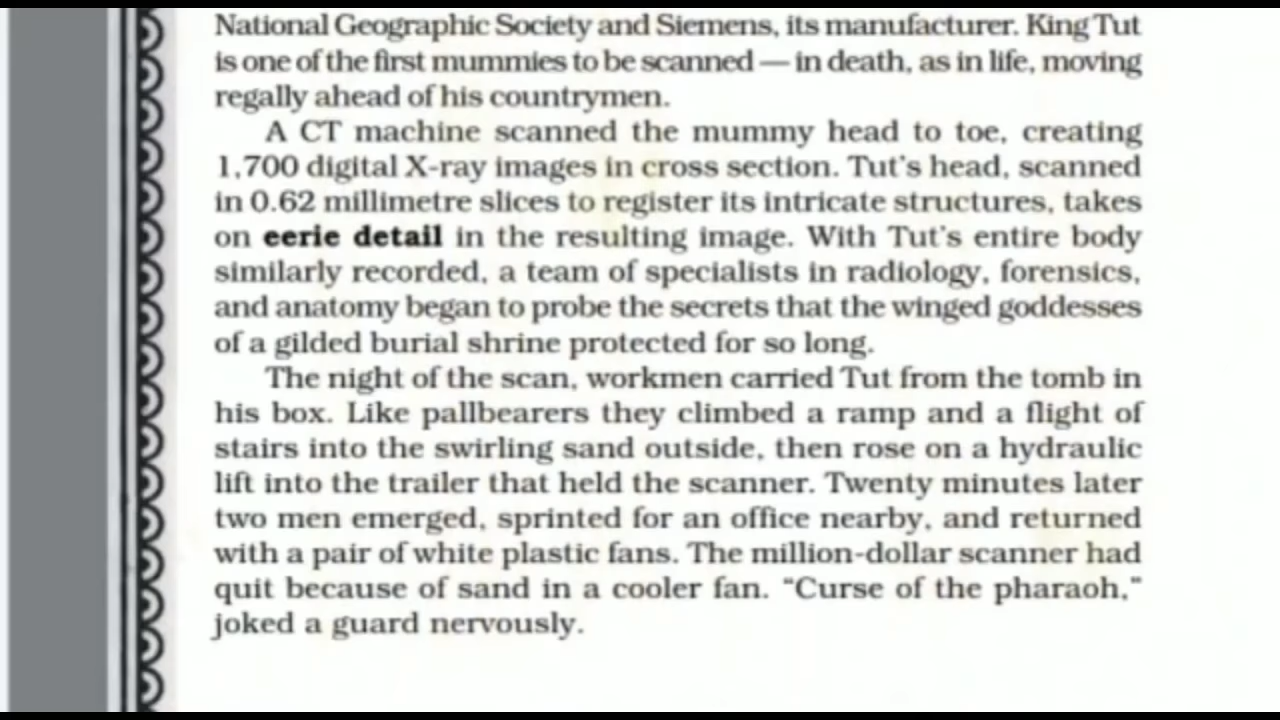 National Geographic Society and Siemens, its manufacturer. King Tut
is one of the first mummies to be scanned — in death, as in life, moving
regally ahead of his countrymen.
A CT machine scanned the mummy head to toe, creating
1,700 digital X-ray images in cross section. Tut's head, scanned
in 0.62 millimetre slices to register its intricate structures, takes
on eerie detail in the resulting image. With Tut's entire body
similarly recorded, a team of specialists in radiology, forensics,
and anatomy began to probe the secrets that the winged goddesses
of a gilded burial shrine protected for so long.
The night of the scan, workmen carried Tut from the tomb in
his box. Like pallbearers they climbed a ramp and a flight of
stairs into the swirling sand outside, then rose on a hydraulic
lift into the trailer that held the scanner. Twenty minutes later
two men emerged, sprinted for an office nearby, and returned
with a pair of white plastic fans. The million-dollar scanner had
quit because of sand in a cooler fan. "Curse of the pharaoh,"
joked a guard nervously.